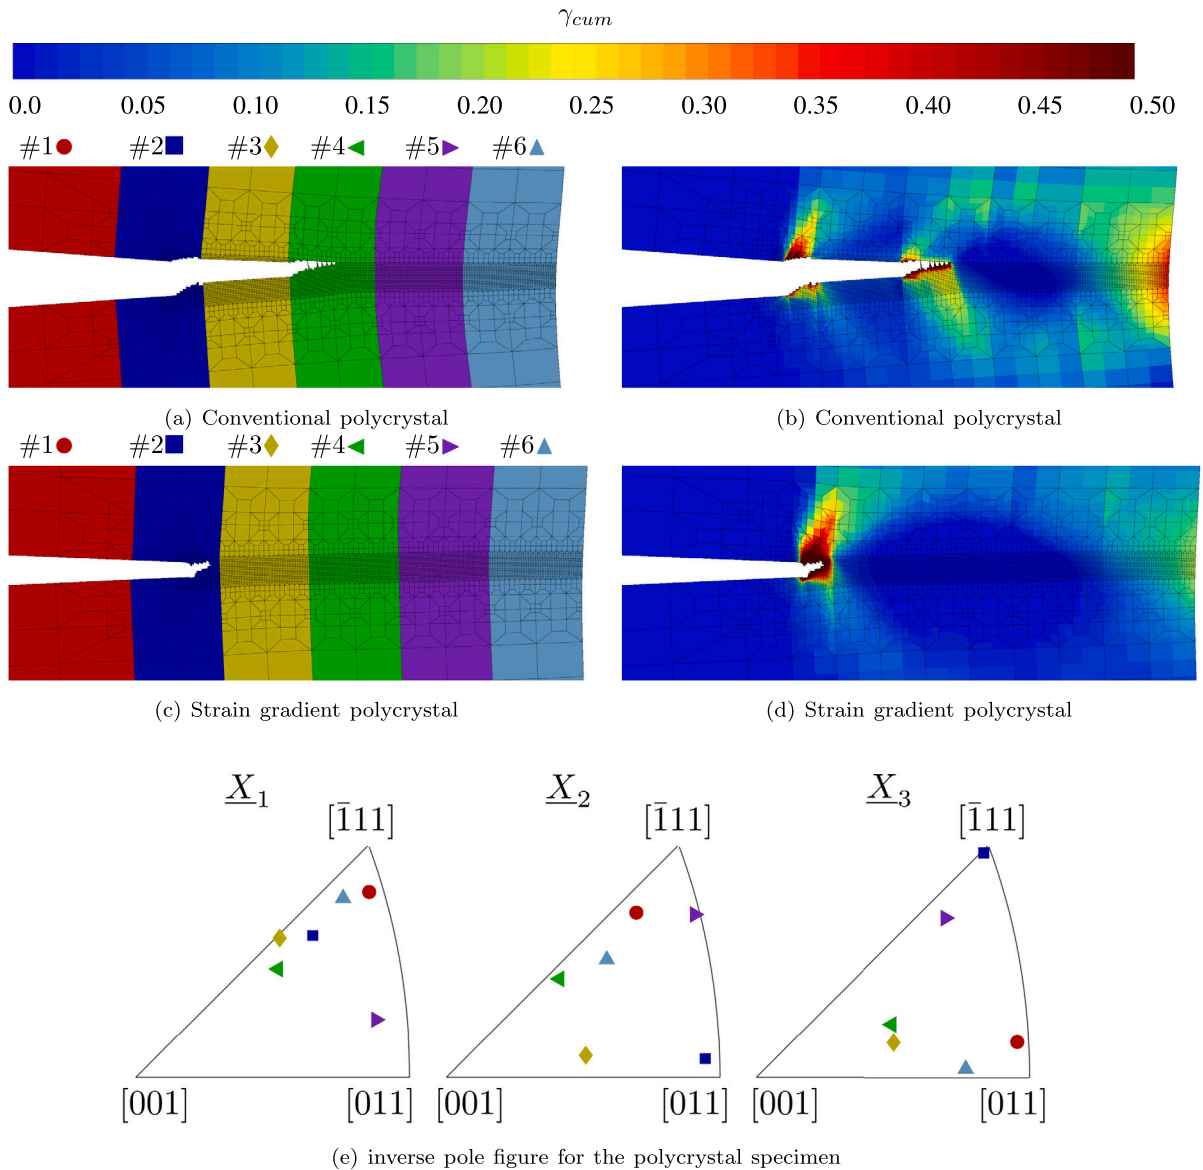 γcum
0.0 0.05 0.10 0.15 0.20 0.25 0.30 0.35 0.40 0.45 0.50
#1 #2 #3 #4 #5 #6
(a) Conventional polycrystal
(b) Conventional polycrystal
#1 #2 #3 #4 #5 #6
(c) Strain gradient polycrystal
(d) Strain gradient polycrystal
X1 X2 X3
[1̄11] [1̄11] [1̄11]
[001] [011] [001] [011] [001] [011]
(e) inverse pole figure for the polycrystal specimen